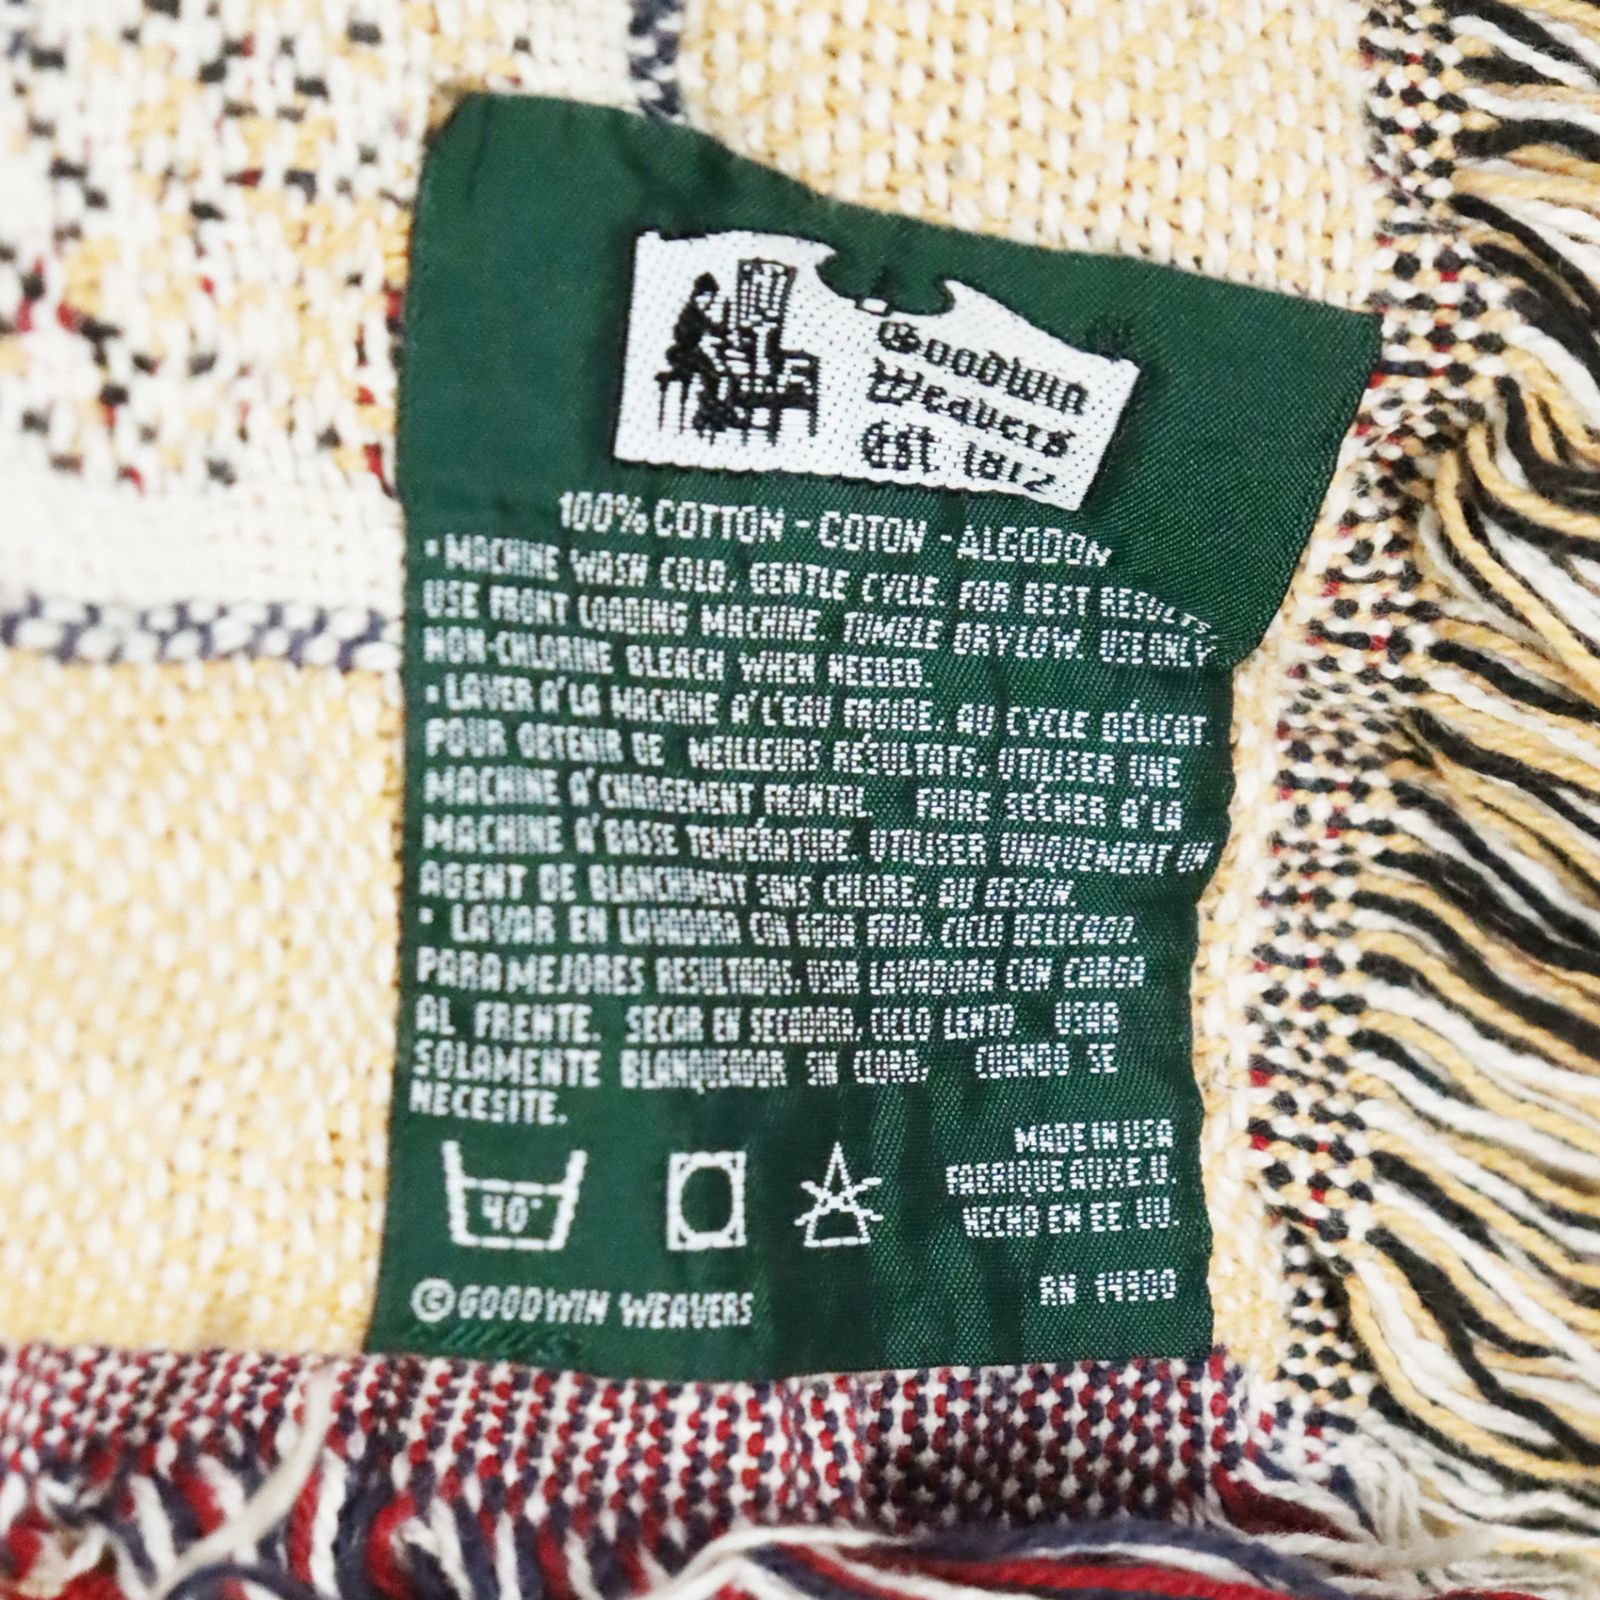 Goodwin
Weavers
Est 1812
100% COTTON - COTON - ALGODON
• MACHINE WASH COLD, GENTLE CYCLE. FOR BEST RESULTS,
USE FRONT LOADING MACHINE. TUMBLE DRY LOW. USE ONLY
NON-CHLORINE BLEACH WHEN NEEDED.
• LAVER A' LA MACHINE A' L'EAU FROIDE, AU CYCLE DÉLICAT.
POUR OBTENIR DE MEILLEURS RÉSULTATS, UTILISER UNE
MACHINE A' CHARGEMENT FRONTAL. FAIRE SÉCHER A' LA
MACHINE A' BASSE TEMPÉRATURE. UTILISER UNIQUEMENT UN
AGENT DE BLANCHIMENT SANS CHLORE, AU BESOIN.
• LAVAR EN LAVADORA CON AGUA FRIA, CICLO DELICADO.
PARA MEJORES RESULTADOS, USAR LAVADORA CON CARGA
AL FRENTE. SECAR EN SECADORA, CICLO LENTO. USAR
SOLAMENTE BLANQUEADOR SIN CLORO. CUANDO SE
NECESITE.
40°
MADE IN USA
FABRIQUE AUX E.U.
HECHO EN EE. UU.
© GOODWIN WEAVERS
RN 14900